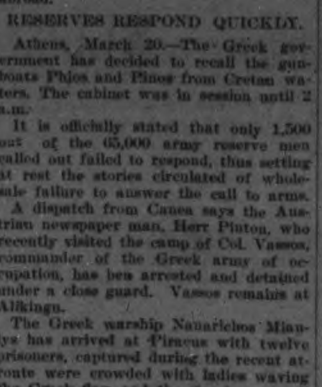 RESERVES RESPOND QUICKLY.
Athens, March 20.—The Greek gov-
ernment has decided to recall the gun-
boats and Pinos from Cretan wa-
ters. The cabinet was in session until 2
a.m.
It is officially stated that only 1,500
out of the 65,000 army reserve men
called out failed to respond, thus setting
at rest the stories circulated of whole-
sale failure to answer the call to arms.
A dispatch from Canea says the Aus-
trian newspaper man, Herr Pinton, who
recently visited the camp of Col. Vassos,
commander of the Greek army of oc-
cupation, has been arrested and detained
under a close guard. Vassos remains at
Alikingu.
The Greek warship Nauarichos Miau-
lys has arrived at Piraeus with twelve
prisoners, captured during the recent at-
fronts were crowded with ladies waving